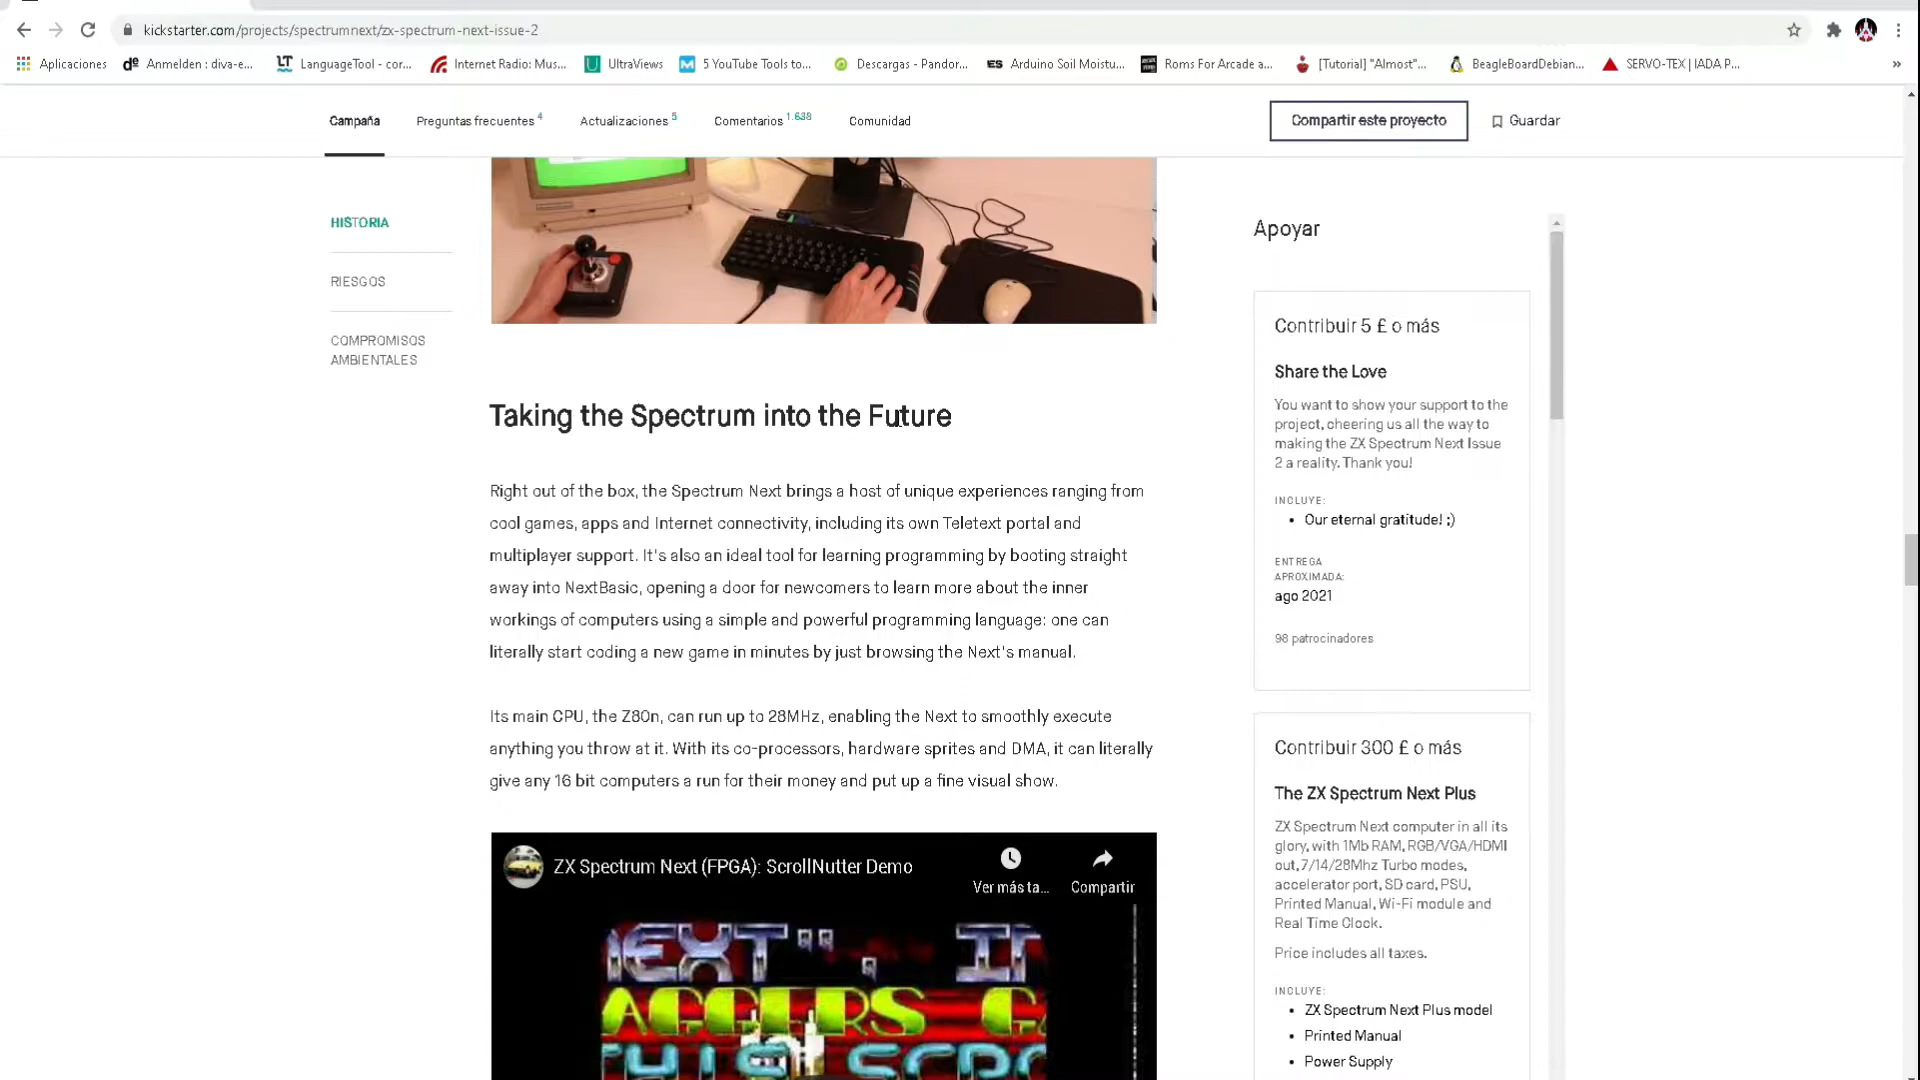 kickstarter.com/projects/spectrumnext/zx-spectrum-next-issue-2
Aplicaciones
de Anmelden : diva-e...
LT LanguageTool - cor...
Internet Radio: Mus...
U UltraViews
M 5 YouTube Tools to...
Descargas - Pandor...
ES Arduino Soil Moistu...
Roms For Arcade a...
[Tutorial] "Almost"...
BeagleBoardDebian...
SERVO-TEX | IADA P...
»
Campaña
Preguntas frecuentes 4
Actualizaciones 5
Comentarios 1.638
Comunidad
Compartir este proyecto
Guardar
HISTORIA
RIESGOS
COMPROMISOS
AMBIENTALES
Taking the Spectrum into the Future
Right out of the box, the Spectrum Next brings a host of unique experiences ranging from
cool games, apps and Internet connectivity, including its own Teletext portal and
multiplayer support. It's also an ideal tool for learning programming by booting straight
away into NextBasic, opening a door for newcomers to learn more about the inner
workings of computers using a simple and powerful programming language: one can
literally start coding a new game in minutes by just browsing the Next's manual.
Its main CPU, the Z80n, can run up to 28MHz, enabling the Next to smoothly execute
anything you throw at it. With its co-processors, hardware sprites and DMA, it can literally
give any 16 bit computers a run for their money and put up a fine visual show.
ZX Spectrum Next (FPGA): ScrollNutter Demo
Ver más ta...
Compartir
NEXT". IN
AGGERS G
THIS SCRO
Apoyar
Contribuir 5 £ o más
Share the Love
You want to show your support to the
project, cheering us all the way to
making the ZX Spectrum Next Issue
2 a reality. Thank you!
INCLUYE:
• Our eternal gratitude! ;)
ENTREGA
APROXIMADA:
ago 2021
98 patrocinadores
Contribuir 300 £ o más
The ZX Spectrum Next Plus
ZX Spectrum Next computer in all its
glory, with 1Mb RAM, RGB/VGA/HDMI
out, 7/14/28Mhz Turbo modes,
accelerator port, SD card, PSU,
Printed Manual, Wi-Fi module and
Real Time Clock.
Price includes all taxes.
INCLUYE:
• ZX Spectrum Next Plus model
• Printed Manual
• Power Supply